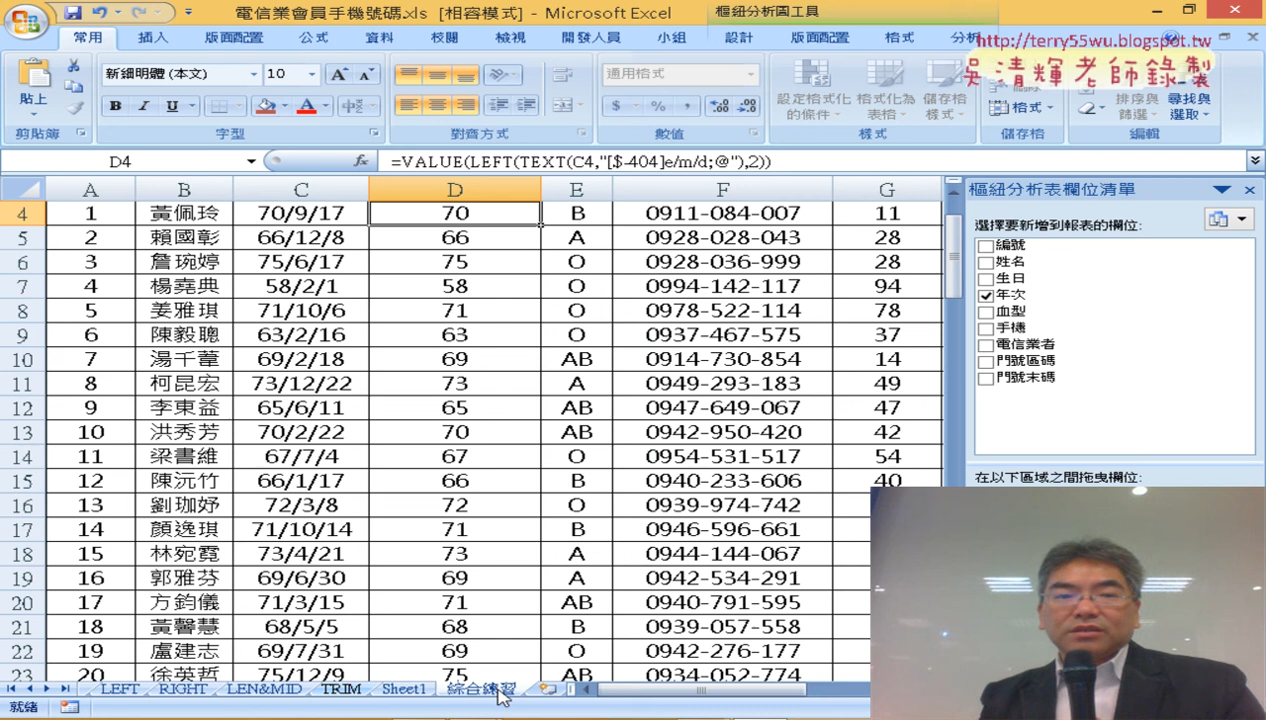 電信業會員手機號碼.xls [相容模式] - Microsoft Excel 樞紐分析圖工具
常用 插入 版面配置 公式 資料 校閱 檢視 開發人員 小組 設計 版面配置 格式 分析
http://terry55wu.blogspot.tw
吳清輝老師錄製
新細明體 (本文) 10 通用格式
貼上 設定格式化的條件 格式化為表格 儲存格樣式 格式 排序與篩選 尋找與選取
剪貼簿 字型 對齊方式 數值 樣式 儲存格 編輯
D4 fx =VALUE(LEFT(TEXT(C4,"[$-404]e/m/d;@"),2))
A B C D E F G
4 1 黃佩玲 70/9/17 70 B 0911-084-007 11
5 2 賴國彰 66/12/8 66 A 0928-028-043 28
6 3 詹琬婷 75/6/17 75 O 0928-036-999 28
7 4 楊堯典 58/2/1 58 O 0994-142-117 94
8 5 姜雅琪 71/10/6 71 O 0978-522-114 78
9 6 陳毅聰 63/2/16 63 O 0937-467-575 37
10 7 湯千葦 69/2/18 69 AB 0914-730-854 14
11 8 柯昆宏 73/12/22 73 A 0949-293-183 49
12 9 李東益 65/6/11 65 AB 0947-649-067 47
13 10 洪秀芳 70/2/22 70 AB 0942-950-420 42
14 11 梁書維 67/7/4 67 O 0954-531-517 54
15 12 陳沅竹 66/1/17 66 B 0940-233-606 40
16 13 劉珈妤 72/3/8 72 O 0939-974-742
17 14 顏逸琪 71/10/14 71 B 0946-596-661
18 15 林宛霓 73/4/21 73 A 0944-144-067
19 16 郭雅芬 69/6/30 69 A 0942-534-291
20 17 方鈞儀 71/3/15 71 AB 0940-791-595
21 18 黃馨慧 68/5/5 68 B 0939-057-558
22 19 盧建志 69/7/31 69 O 0942-276-177
23 20 徐英哲 75/12/9 75 AB 0934-052-774
樞紐分析表欄位清單
選擇要新增到報表的欄位:
編號
姓名
生日
年次
血型
手機
電信業者
門號區碼
門號末碼
在以下區域之間拖曳欄位:
LEFT RIGHT LEN&MID TRIM Sheet1 綜合練習
就緒